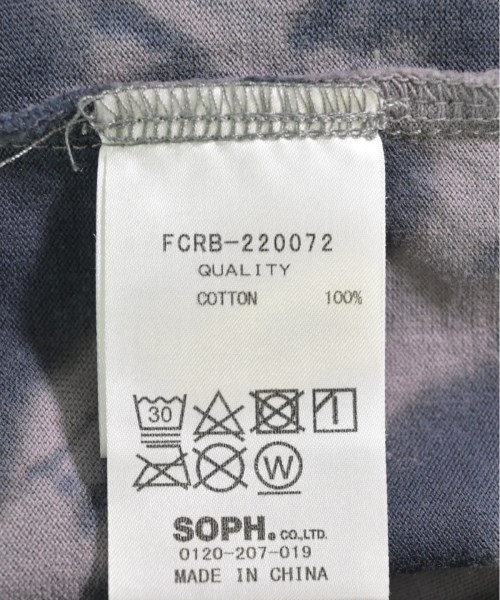 FCRB-220072
QUALITY
COTTON 100%
30
W
SOPH. CO.,LTD.
0120-207-019
MADE IN CHINA